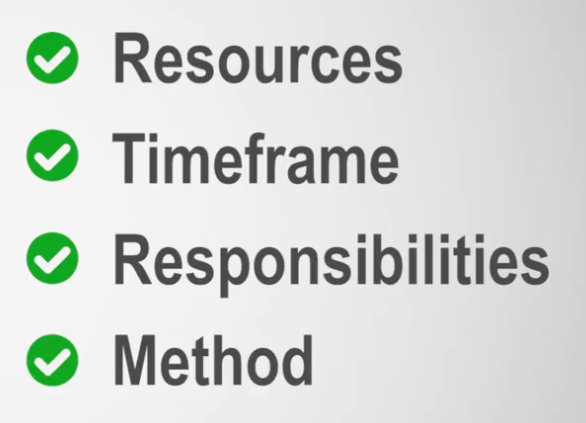 Resources
Timeframe
Responsibilities
Method